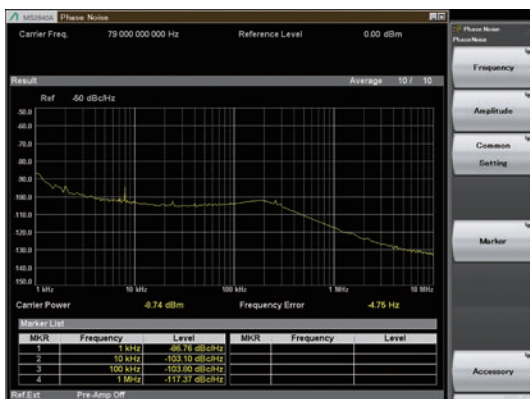 MS2840A Phase Noise
Carrier Freq. 79 000 000 000 Hz Reference Level 0.00 dBm
Result Average 10 / 10
Ref -50 dBc/Hz
-50.0
-60.0
-70.0
-80.0
-90.0
-100.0
-110.0
-120.0
-130.0
-140.0
-150.0
1 kHz 10 kHz 100 kHz 1 MHz 10 MHz
Carrier Power -8.74 dBm Frequency Error -4.75 Hz
Marker List
MKR Frequency Level MKR Frequency Level
1 1 kHz -86.76 dBc/Hz
2 10 kHz -103.10 dBc/Hz
3 100 kHz -103.80 dBc/Hz
4 1 MHz -117.37 dBc/Hz
Ref.Ext Pre-Amp Off
Phase Noise
PhaseNoise
Frequency
Amplitude
Common
Setting
Marker
Accessory